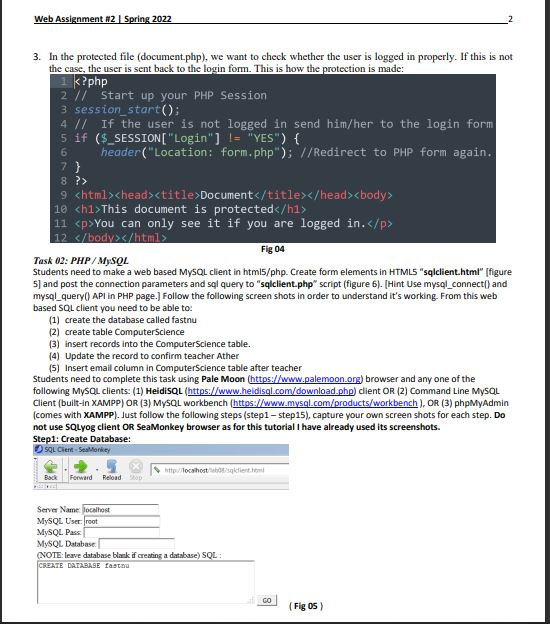 Web Assignment #2 | Spring 2022 2
3. In the protected file (document.php), we want to check whether the user is logged in properly. If this is not
the case, the user is sent back to the login form. This is how the protection is made:
1 <?php
2 // Start up your PHP Session
3 session_start();
4 // If the user is not logged in send him/her to the login form
5 if ($_SESSION["Login"] != "YES") {
6 header("Location: form.php"); //Redirect to PHP form again.
7 }
8 ?>
9 <html><head><title>Document</title></head><body>
10 <h1>This document is protected</h1>
11 <p>You can only see it if you are logged in.</p>
12 </body></html>
Fig 04
Task 02: PHP / MySQL
Students need to make a web based MySQL client in html5/php. Create form elements in HTML5 "sqlclient.html" [figure
5] and post the connection parameters and sql query to "sqlclient.php" script (figure 6). [Hint Use mysql_connect() and
mysql_query() API in PHP page.] Follow the following screen shots in order to understand it's working. From this web
based SQL client you need to be able to:
(1) create the database called fastnu
(2) create table ComputerScience
(3) insert records into the ComputerScience table.
(4) Update the record to confirm teacher Ather
(5) Insert email column in ComputerScience table after teacher
Students need to complete this task using Pale Moon (https://www.palemoon.org) browser and any one of the
following MySQL clients: (1) HeidiSQL (https://www.heidisql.com/download.php) client OR (2) Command Line MySQL
Client (built-in XAMPP) OR (3) MySQL workbench (https://www.mysql.com/products/workbench ), OR (3) phpMyAdmin
(comes with XAMPP). Just follow the following steps (step1 – step15), capture your own screen shots for each step. Do
not use SQLyog client OR SeaMonkey browser as for this tutorial I have already used its screenshots.
Step1: Create Database:
SQL Client - SeaMonkey
Back Forward Reload Stop http://localhost/lab08/sqlclient.html
Server Name: localhost
MySQL User: root
MySQL Pass:
MySQL Database:
(NOTE: leave database blank if creating a database) SQL :
CREATE DATABASE fastnu
GO
( Fig 05 )